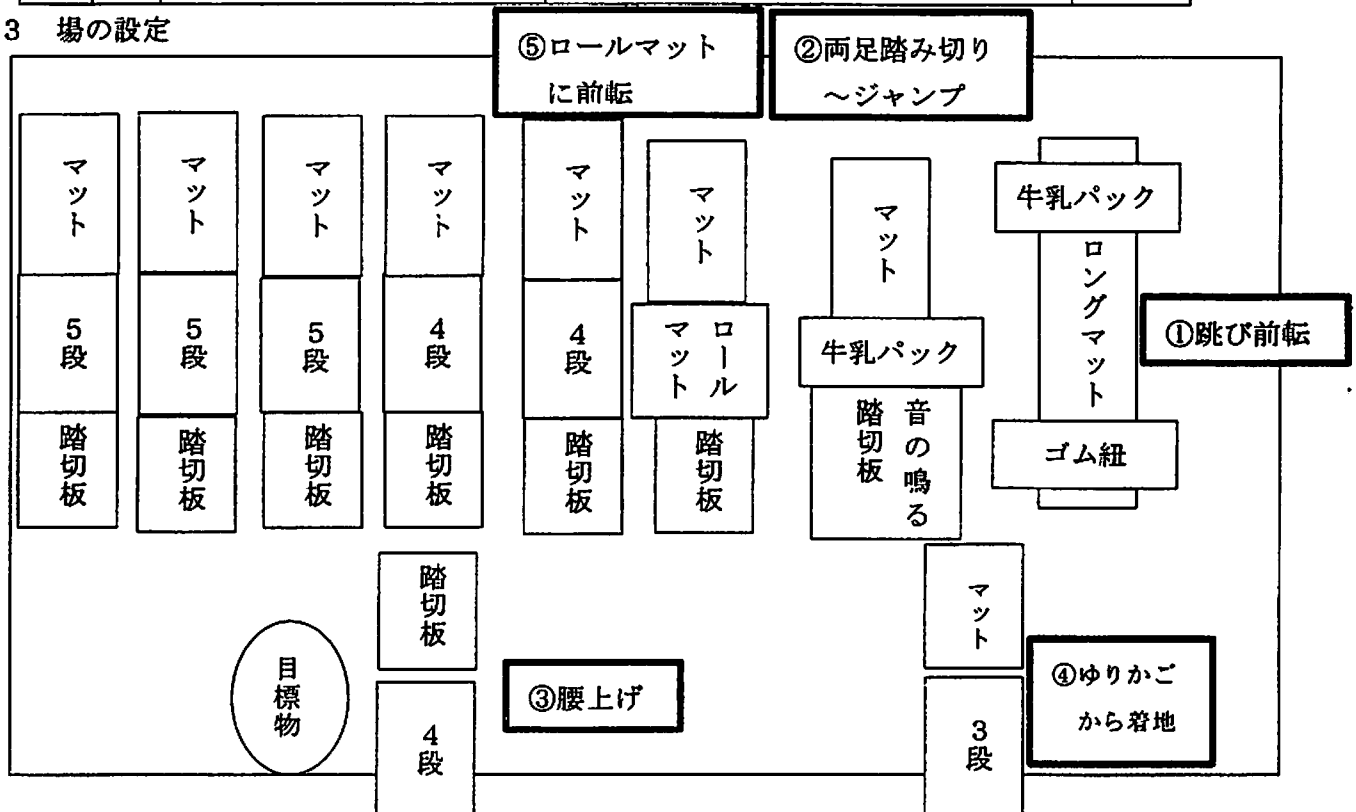 3 場の設定
⑤ロールマット
に前転
②両足踏み切り
～ジャンプ
マット
マット
マット
マット
マット
マット
マット
牛乳パック
5段
5段
5段
4段
4段
ロール
マット
牛乳パック
ロングマット
①跳び前転
踏切板
踏切板
踏切板
踏切板
踏切板
踏切板
音の鳴る
踏切板
ゴム紐
踏切板
目標物
4段
③腰上げ
マット
3段
④ゆりかご
から着地